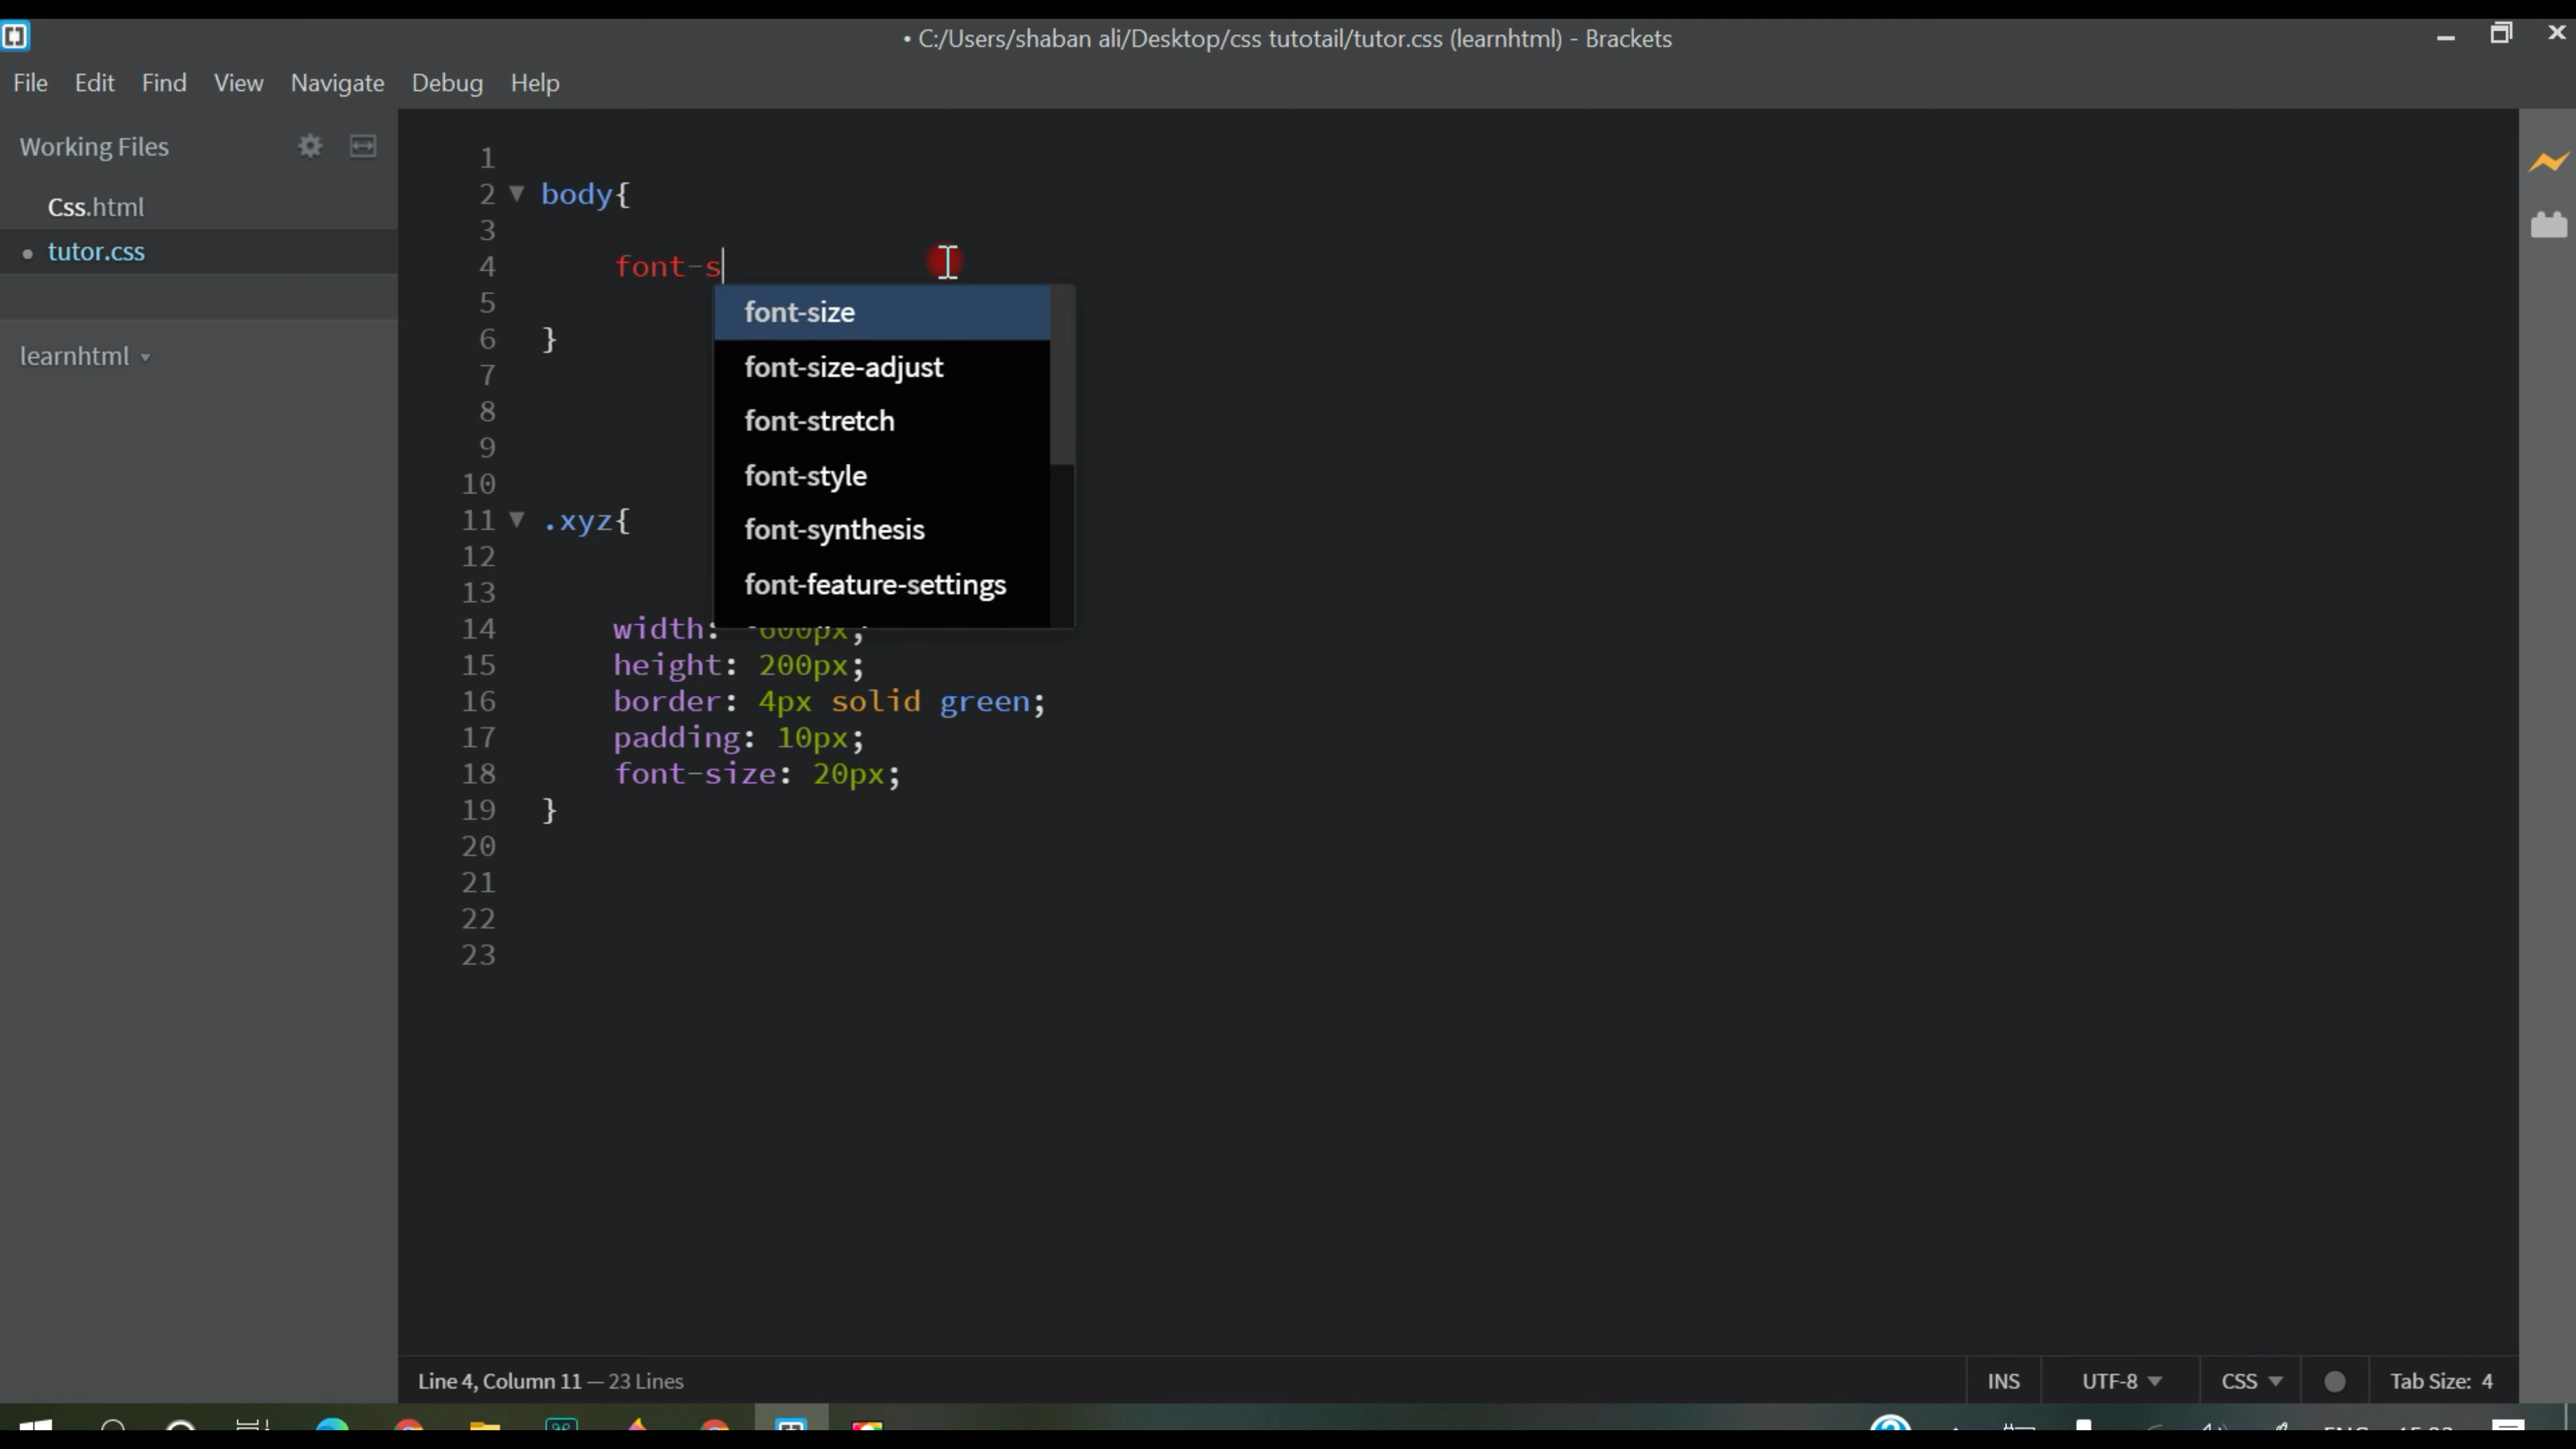 • C:/Users/shaban ali/Desktop/css tutotail/tutor.css (learnhtml) - Brackets
File Edit Find View Navigate Debug Help
Working Files
Css.html
• tutor.css
learnhtml
1
2 body{
3
4 font-s
5
6 }
7
8
9
10
11 .xyz{
12
13
14 width: 600px;
15 height: 200px;
16 border: 4px solid green;
17 padding: 10px;
18 font-size: 20px;
19 }
20
21
22
23
font-size
font-size-adjust
font-stretch
font-style
font-synthesis
font-feature-settings
Line 4, Column 11 — 23 Lines
INS UTF-8 CSS Tab Size: 4